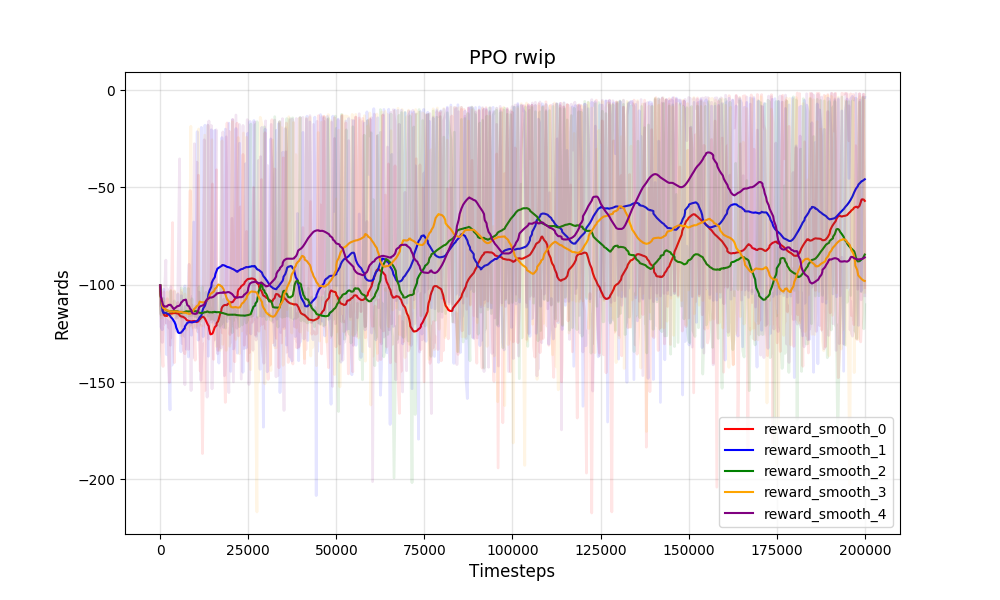 PPO rwip
Rewards
0
−50
−100
−150
−200
reward_smooth_0
reward_smooth_1
reward_smooth_2
reward_smooth_3
reward_smooth_4
0 25000 50000 75000 100000 125000 150000 175000 200000
Timesteps